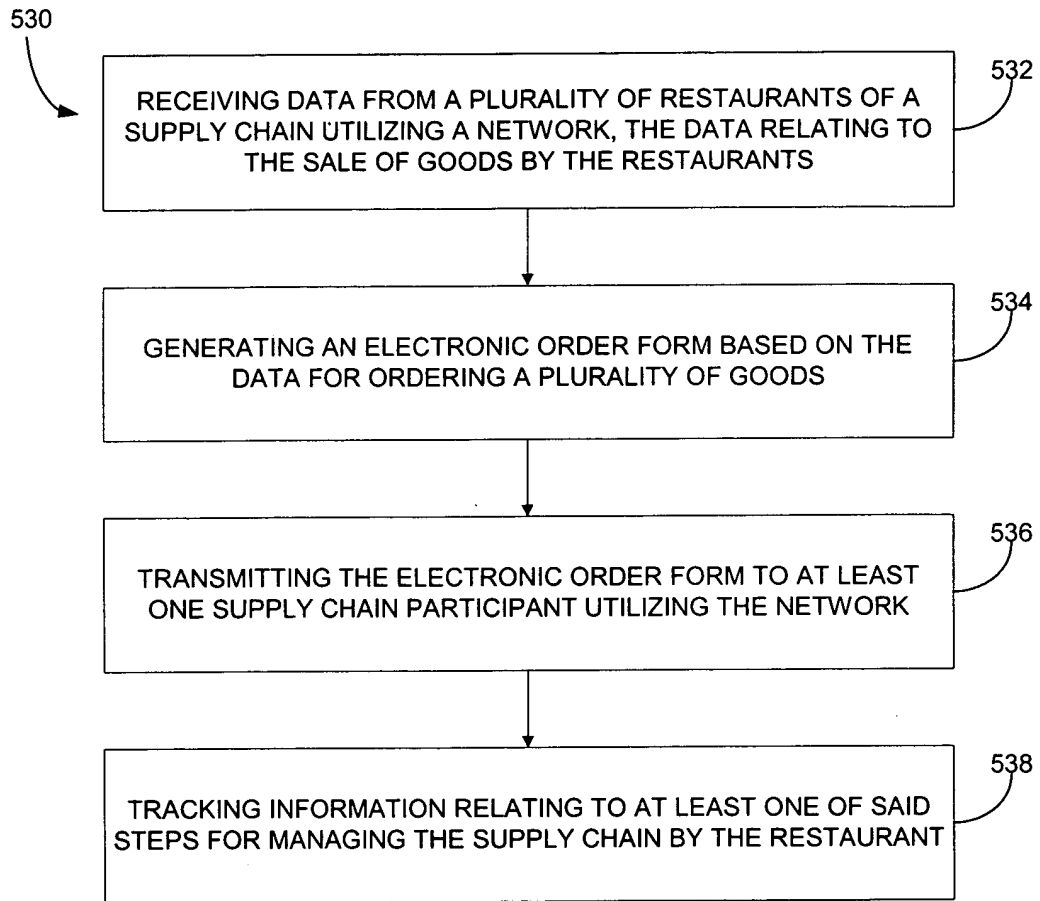 530
532
RECEIVING DATA FROM A PLURALITY OF RESTAURANTS OF A
SUPPLY CHAIN UTILIZING A NETWORK, THE DATA RELATING TO
THE SALE OF GOODS BY THE RESTAURANTS
534
GENERATING AN ELECTRONIC ORDER FORM BASED ON THE
DATA FOR ORDERING A PLURALITY OF GOODS
536
TRANSMITTING THE ELECTRONIC ORDER FORM TO AT LEAST
ONE SUPPLY CHAIN PARTICIPANT UTILIZING THE NETWORK
538
TRACKING INFORMATION RELATING TO AT LEAST ONE OF SAID
STEPS FOR MANAGING THE SUPPLY CHAIN BY THE RESTAURANT